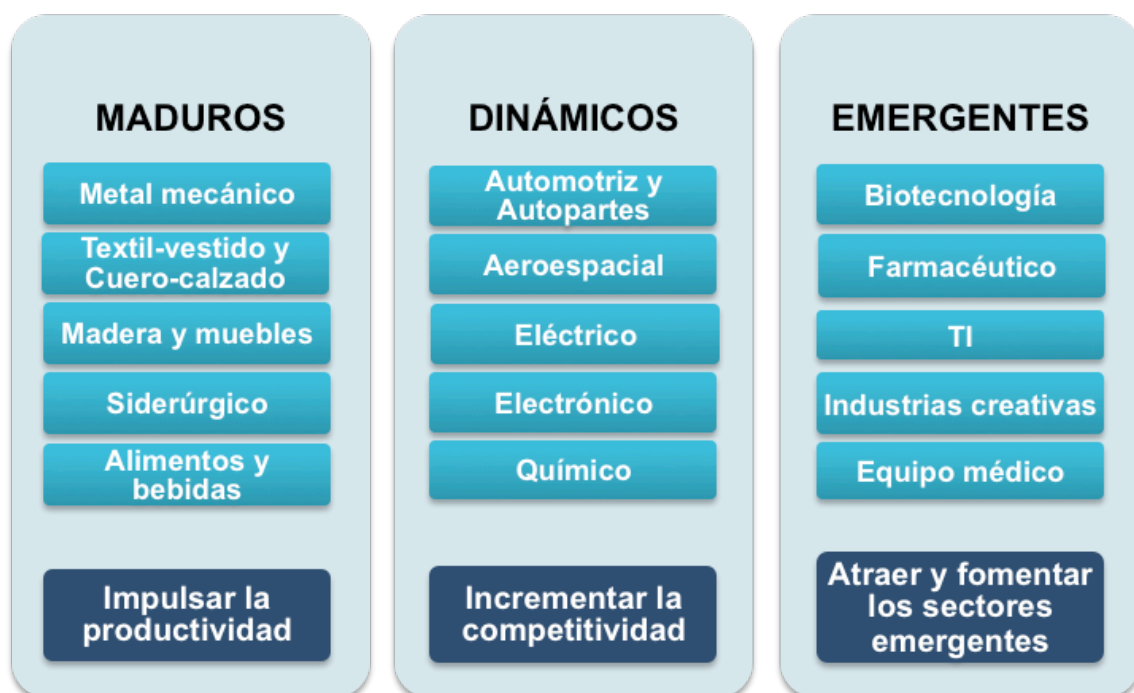 MADUROS
Metal mecánico
Textil-vestido y
Cuero-calzado
Madera y muebles
Siderúrgico
Alimentos y
bebidas
Impulsar la
productividad
DINÁMICOS
Automotriz y
Autopartes
Aeroespacial
Eléctrico
Electrónico
Químico
Incrementar la
competitividad
EMERGENTES
Biotecnología
Farmacéutico
TI
Industrias creativas
Equipo médico
Atraer y fomentar
los sectores
emergentes